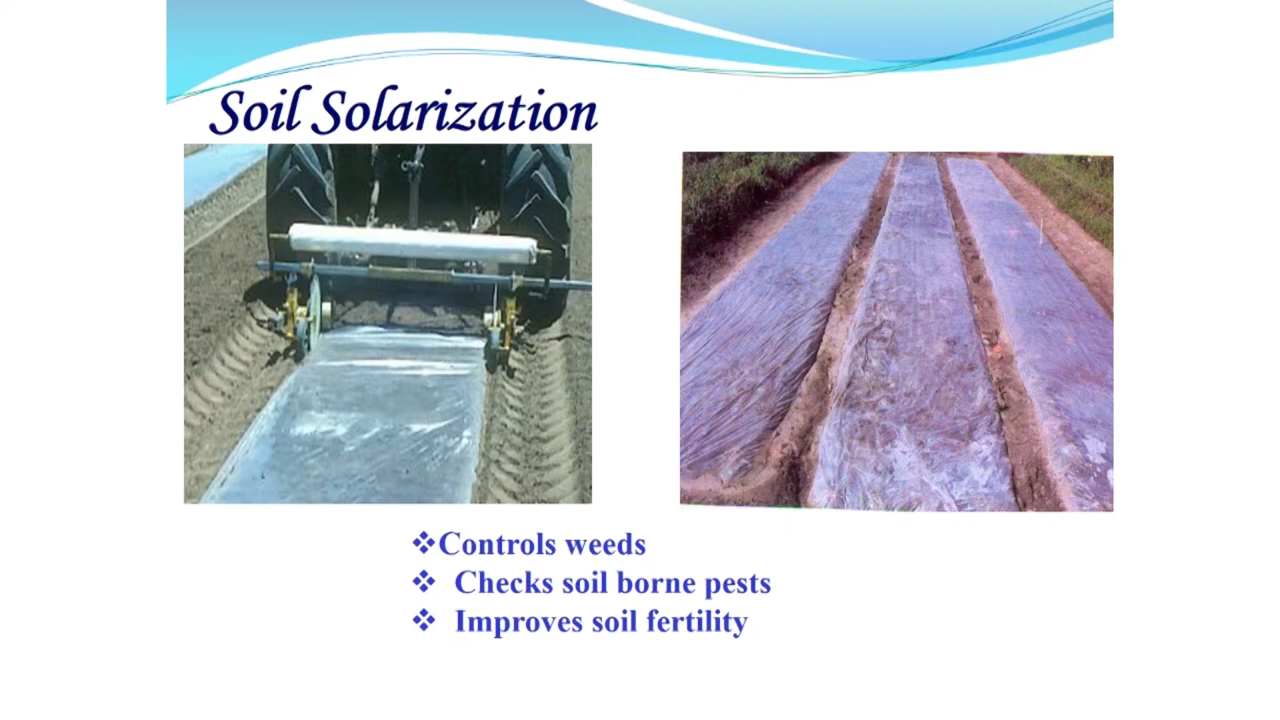 Soil Solarization
❖Controls weeds
❖ Checks soil borne pests
❖ Improves soil fertility